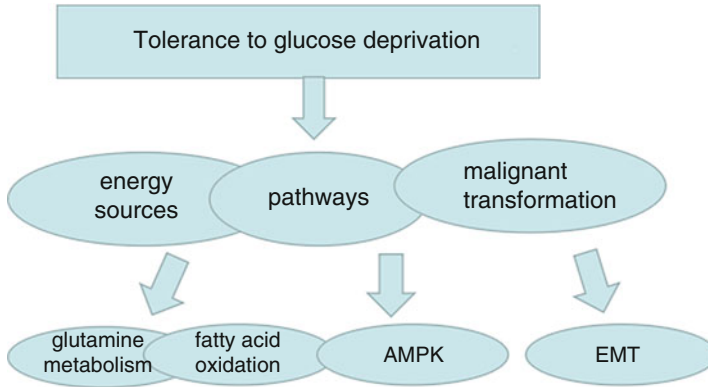 Tolerance to glucose deprivation
energy
sources
pathways
malignant
transformation
glutamine
metabolism
fatty acid
oxidation
AMPK
EMT